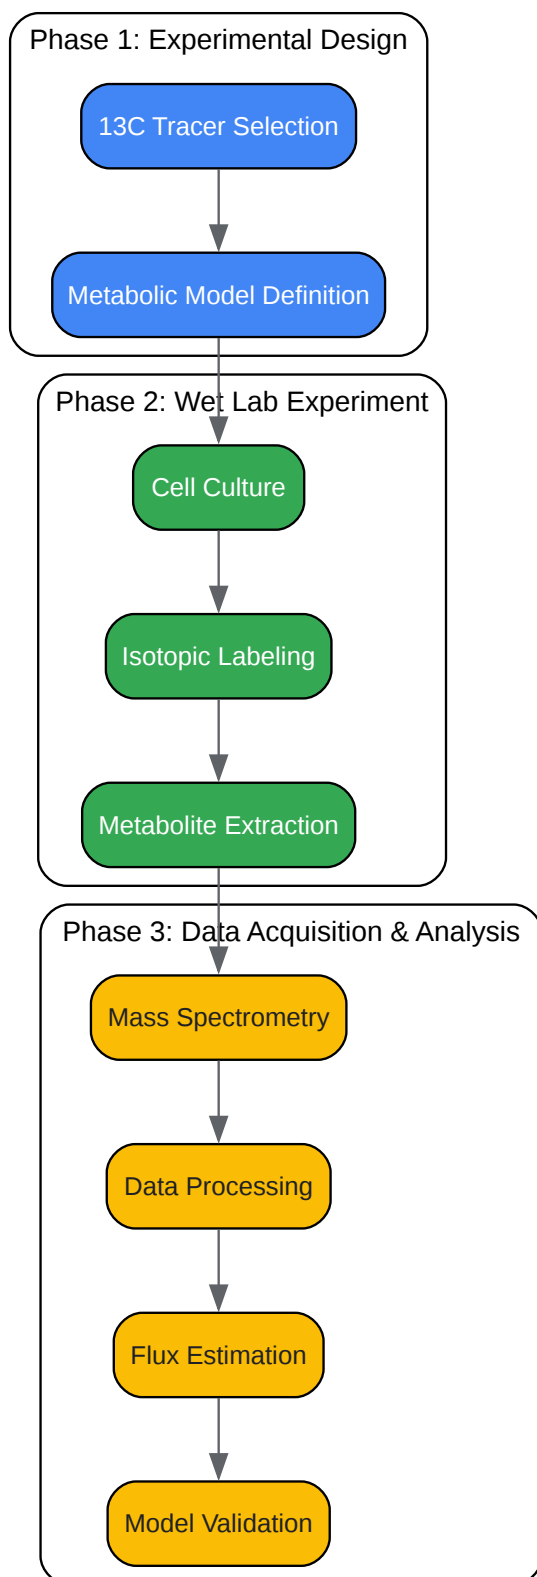 Phase 1: Experimental Design
13C Tracer Selection
Metabolic Model Definition
Phase 2: Wet Lab Experiment
Cell Culture
Isotopic Labeling
Metabolite Extraction
Phase 3: Data Acquisition & Analysis
Mass Spectrometry
Data Processing
Flux Estimation
Model Validation